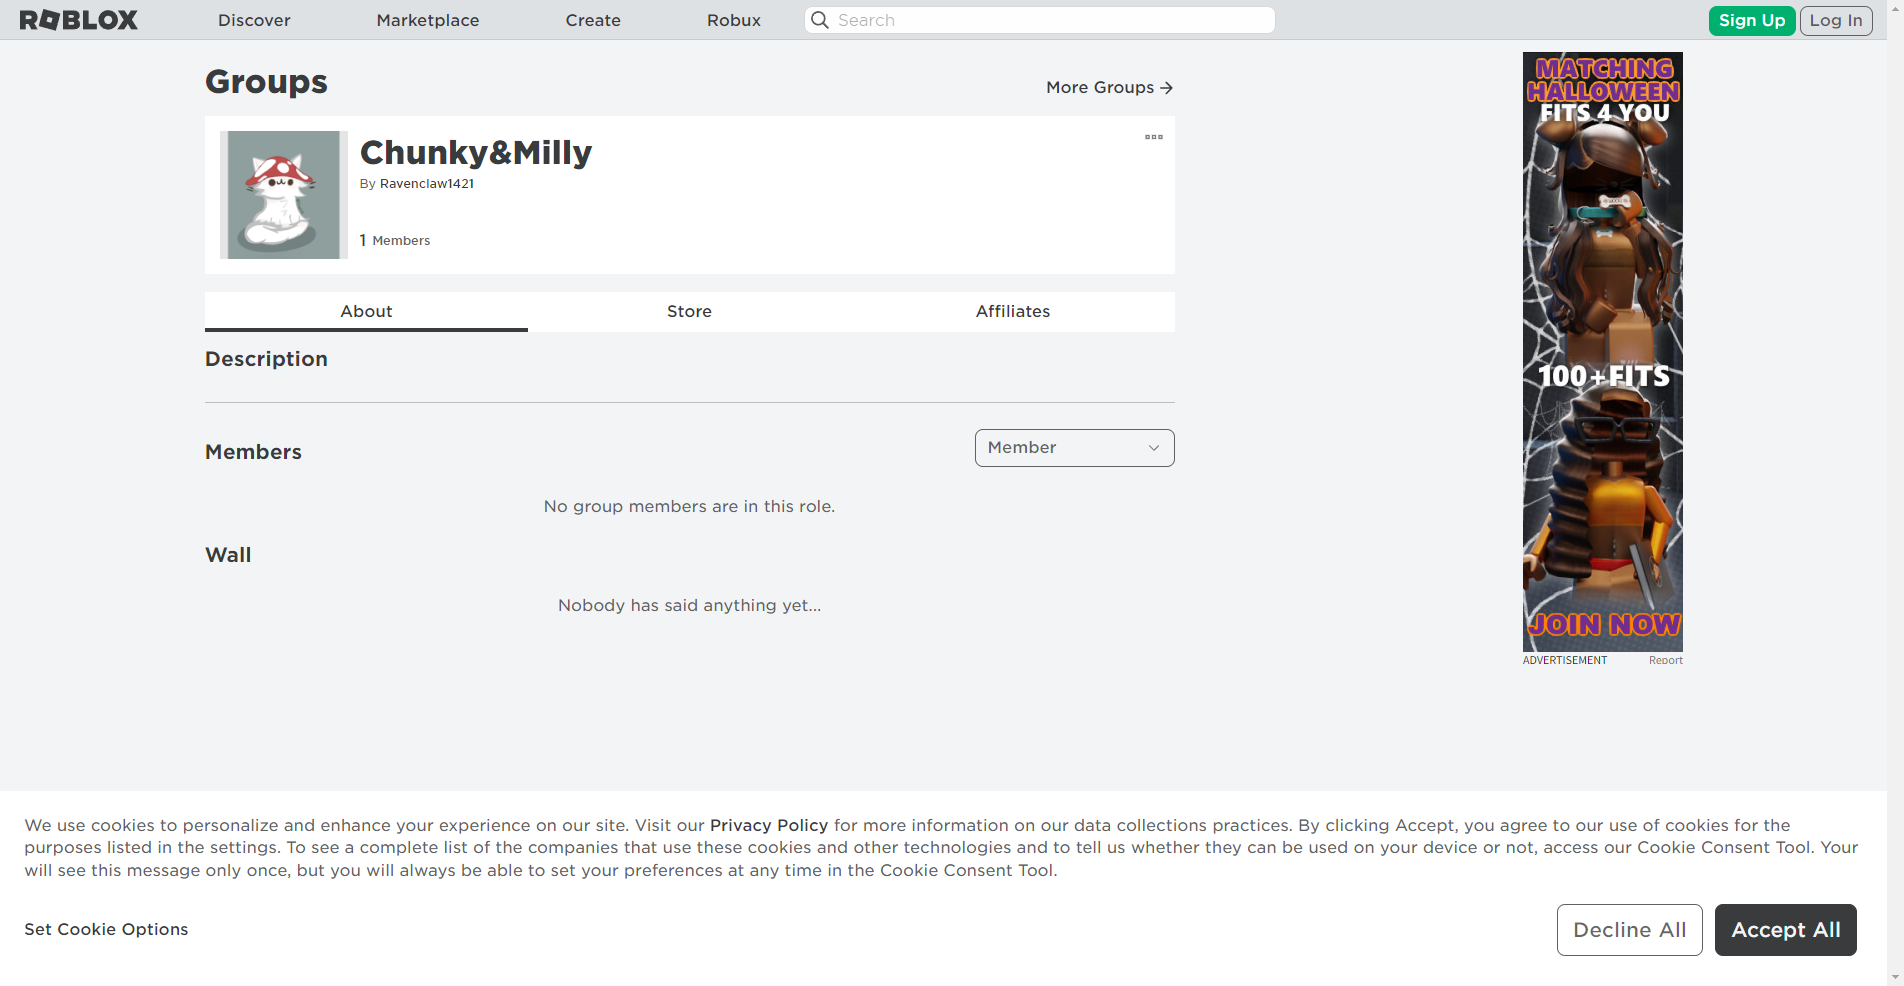 ROBLOX Discover Marketplace Create Robux Search Sign Up Log In
Groups
More Groups
Chunky&Milly
By Ravenclaw1421
1 Members
About Store Affiliates
Description
Members
Member
No group members are in this role.
Wall
Nobody has said anything yet...
MATCHING
HALLOWEEN
FITS 4 YOU
100+FITS
JOIN NOW
ADVERTISEMENT Report
We use cookies to personalize and enhance your experience on our site. Visit our Privacy Policy for more information on our data collections practices. By clicking Accept, you agree to our use of cookies for the
purposes listed in the settings. To see a complete list of the companies that use these cookies and other technologies and to tell us whether they can be used on your device or not, access our Cookie Consent Tool. Your
will see this message only once, but you will always be able to set your preferences at any time in the Cookie Consent Tool.
Set Cookie Options
Decline All Accept All